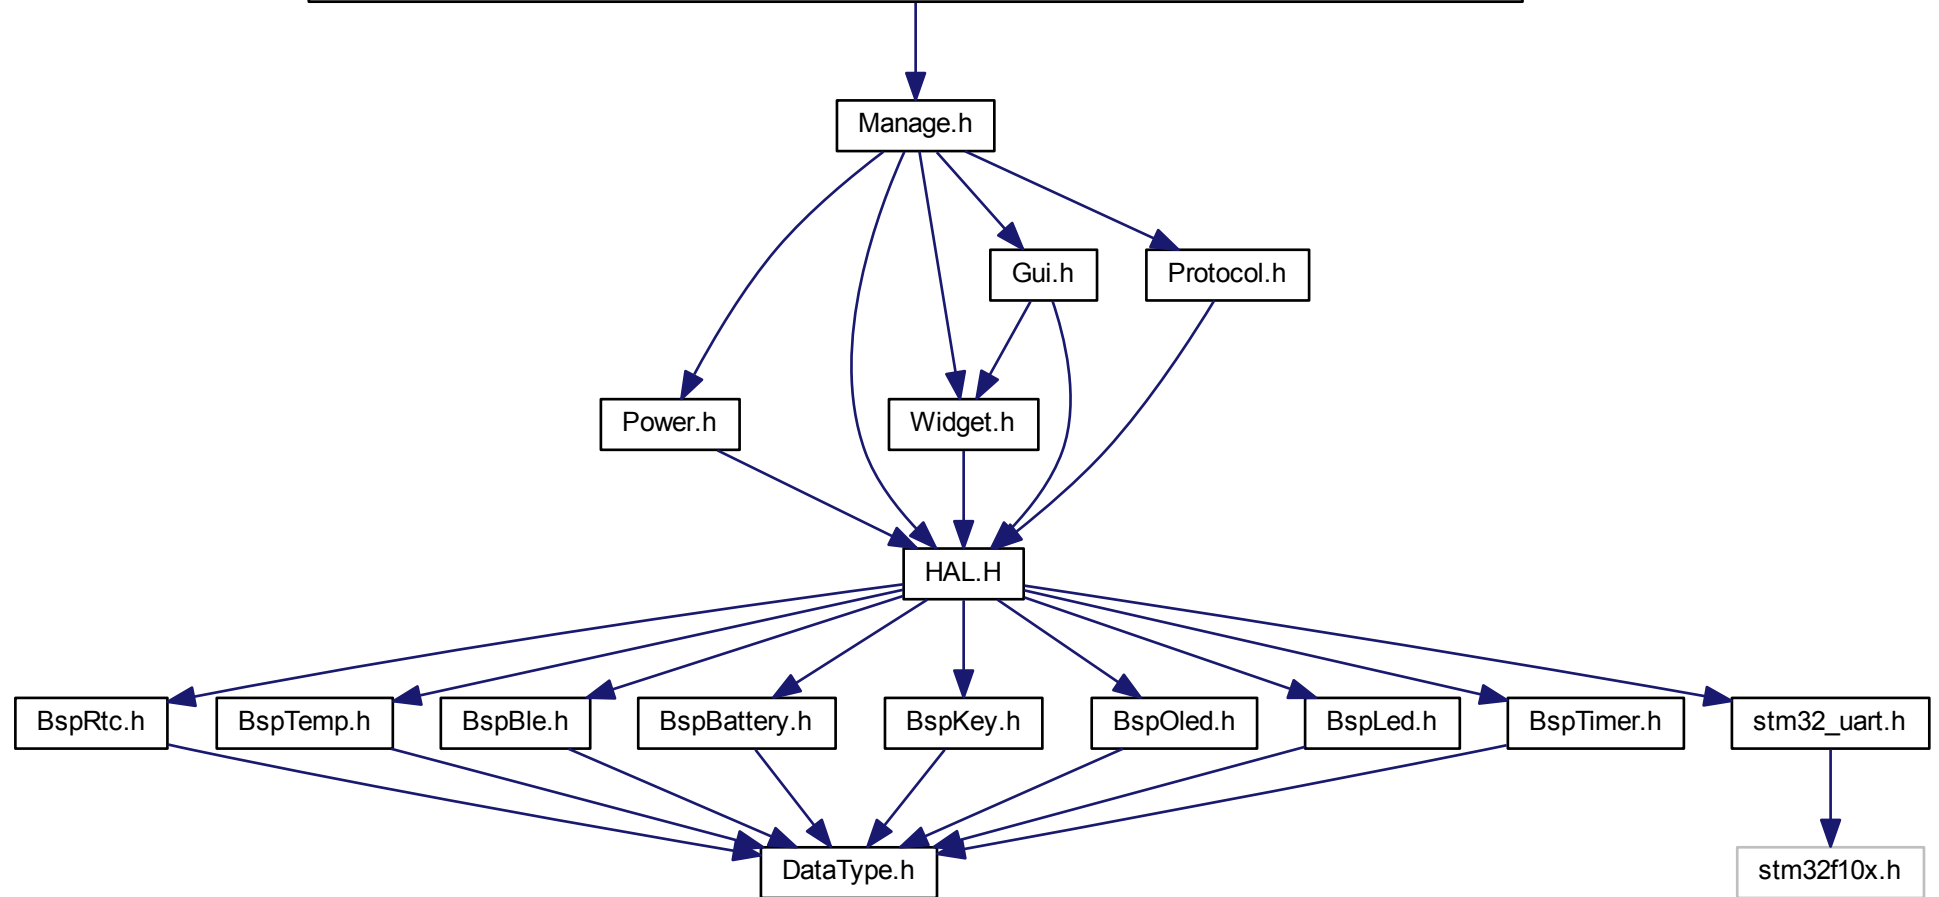 Manage.h
Gui.h
Protocol.h
Power.h
Widget.h
HAL.H
BspRtc.h
BspTemp.h
BspBle.h
BspBattery.h
BspKey.h
BspOled.h
BspLed.h
BspTimer.h
stm32_uart.h
DataType.h
stm32f10x.h